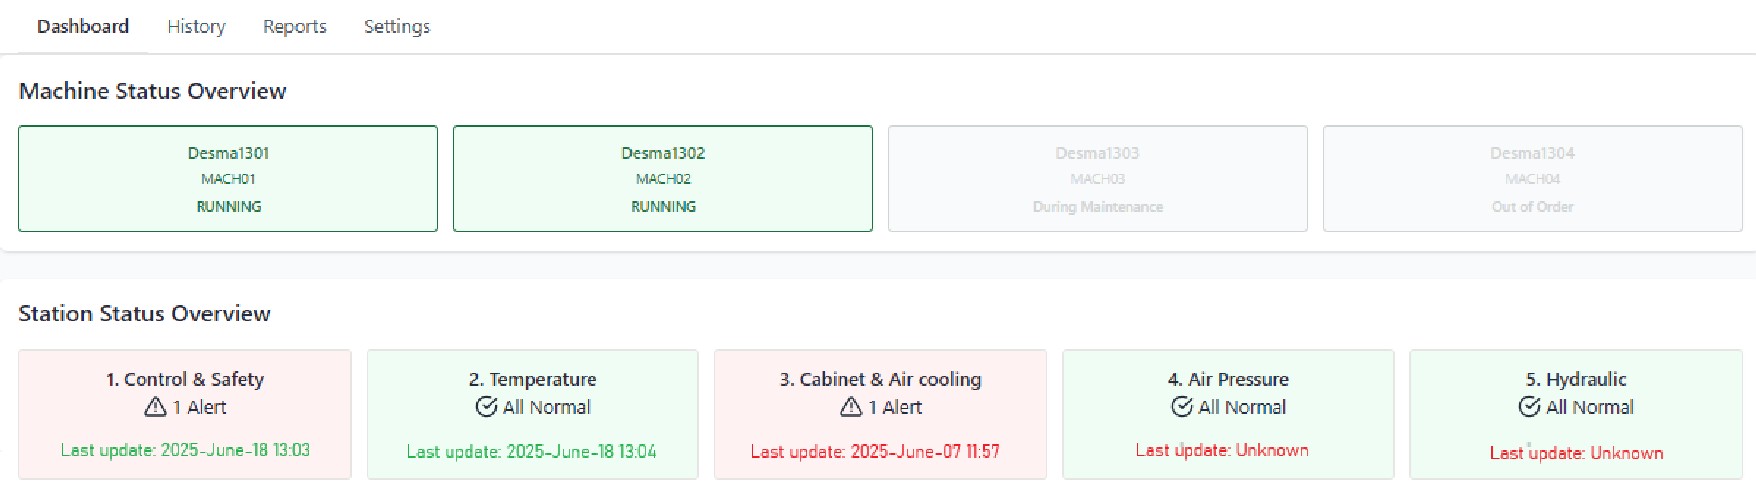 Dashboard History Reports Settings
Machine Status Overview
Desma1301
MACH01
RUNNING
Desma1302
MACH02
RUNNING
Desma1303
MACH03
During Maintenance
Desma1304
MACH04
Out of Order
Station Status Overview
1. Control & Safety
1 Alert
Last update: 2025-June-18 13:03
2. Temperature
All Normal
Last update: 2025-June-18 13:04
3. Cabinet & Air cooling
1 Alert
Last update: 2025-June-07 11:57
4. Air Pressure
All Normal
Last update: Unknown
5. Hydraulic
All Normal
Last update: Unknown